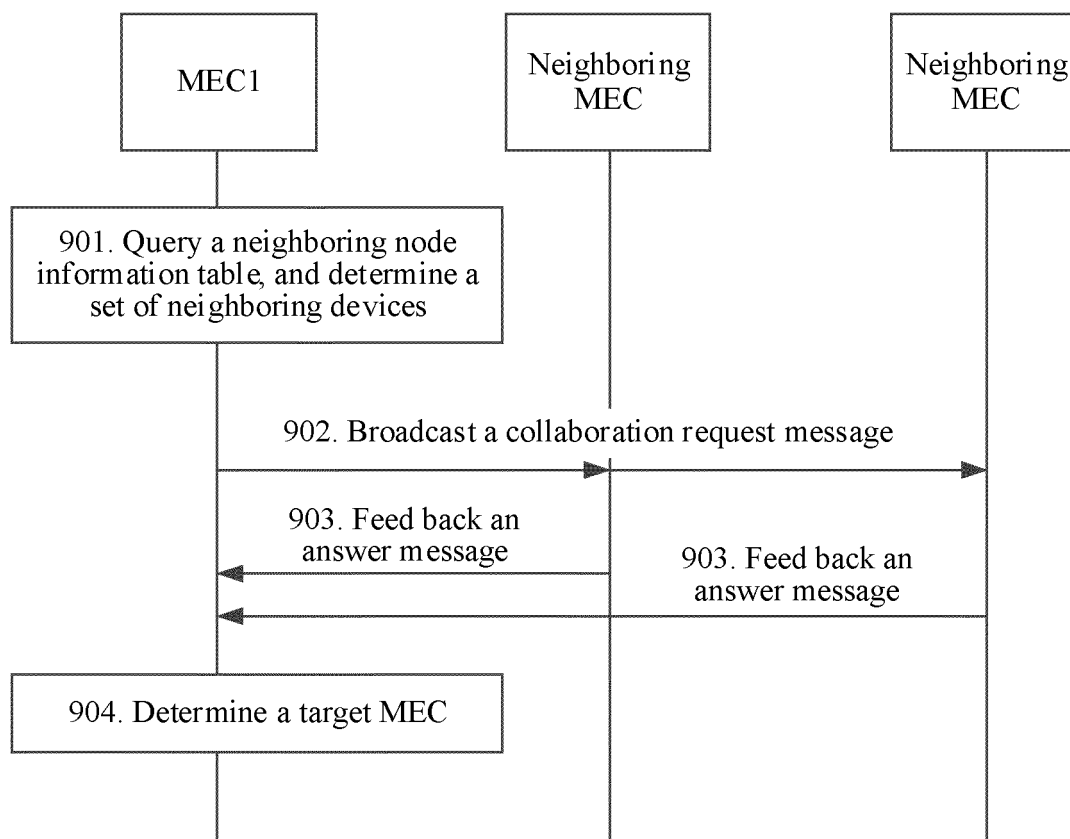 MEC1
Neighboring
MEC
Neighboring
MEC
901. Query a neighboring node
information table, and determine a
set of neighboring devices
902. Broadcast a collaboration request message
903. Feed back an
answer message
903. Feed back an
answer message
904. Determine a target MEC